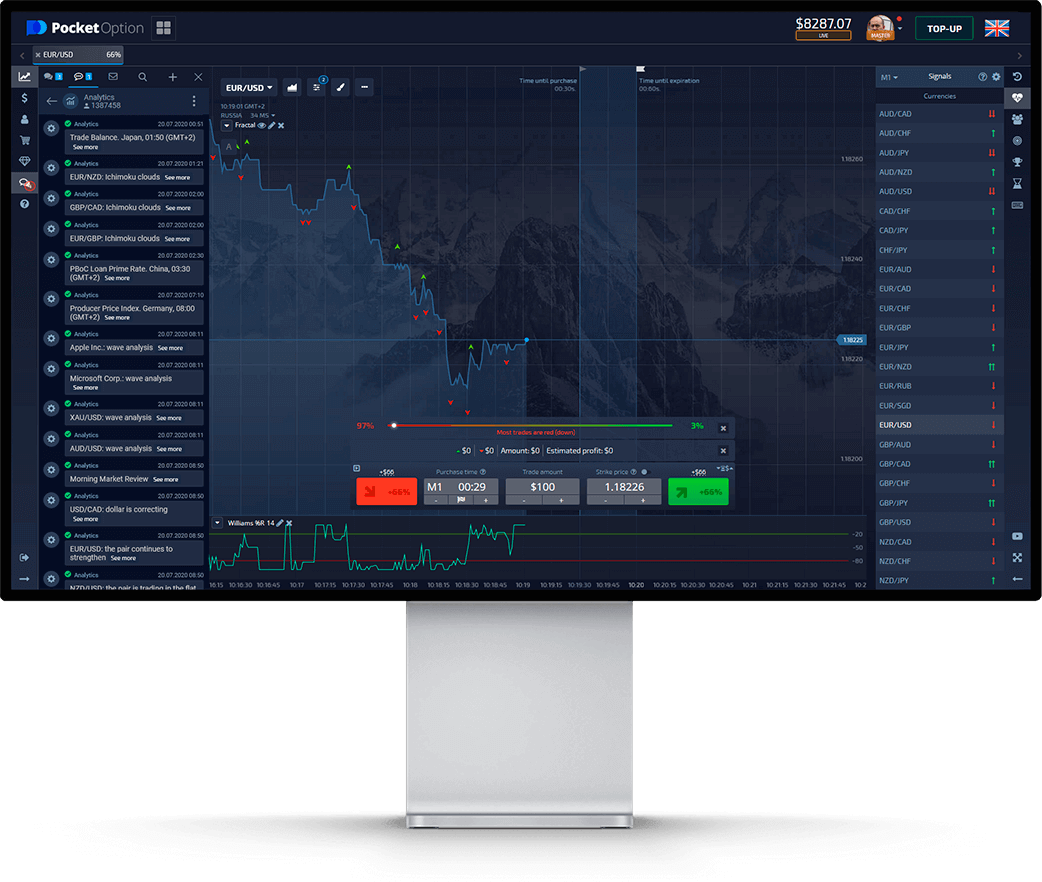 PocketOption
$8287.07
LIVE
MASTER
TOP-UP
EUR/USD 66%
Analytics
1387458
Analytics 20.07.2020 00:51
Trade Balance. Japan, 01:50 (GMT+2)
See more
Analytics 20.07.2020 01:21
EUR/NZD: Ichimoku clouds See more
Analytics 20.07.2020 02:00
GBP/CAD: Ichimoku clouds See more
Analytics 20.07.2020 02:00
EUR/GBP: Ichimoku clouds See more
Analytics 20.07.2020 02:30
PBoC Loan Prime Rate. China, 03:30
(GMT+2) See more
Analytics 20.07.2020 07:10
Producer Price Index. Germany, 08:00
(GMT+2) See more
Analytics 20.07.2020 08:11
Apple Inc.: wave analysis See more
Analytics 20.07.2020 08:11
Microsoft Corp.: wave analysis
See more
Analytics 20.07.2020 08:11
XAU/USD: wave analysis See more
Analytics 20.07.2020 08:11
AUD/USD: wave analysis See more
Analytics 20.07.2020 08:50
Morning Market Review See more
Analytics 20.07.2020 08:50
USD/CAD: dollar is correcting
See more
Analytics 20.07.2020 08:50
EUR/USD: the pair continues to
strengthen See more
Analytics 20.07.2020 08:50
NZD/USD: the pair is trading in the flat
EUR/USD
2
10:19:01 GMT+2
RUSSIA 34 MS
Fractal
Time until purchase
00:30s.
Time until expiration
00:60s.
1.18260
1.18240
1.18225
1.18220
1.18200
97%
3%
Most trades are red (down)
$0 $0 Amount: $0 Estimated profit: $0
+$66
Purchase time
Trade amount
Strike price
+$66
+66%
M1 00:29
$100
1.18226
+66%
- +
- +
- +
Williams %R 14
-20
-50
-80
16:15 10:16:30 10:16:45 10:17 10:17:15 10:17:30 10:17:45 10:18 10:18:15 10:18:30 10:18:45 10:19 10:19:15 10:19:30 10:19:45 10:20 10:20:15 10:20:30 10:20:45 10:21 10:21:15 10:21:30 10:21:45 10:2
M1 Signals
Currencies
AUD/CAD
AUD/CHF
AUD/JPY
AUD/NZD
AUD/USD
CAD/CHF
CAD/JPY
CHF/JPY
EUR/AUD
EUR/CAD
EUR/CHF
EUR/GBP
EUR/JPY
EUR/NZD
EUR/RUB
EUR/SGD
EUR/USD
GBP/AUD
GBP/CAD
GBP/CHF
GBP/JPY
GBP/USD
NZD/CAD
NZD/CHF
NZD/JPY